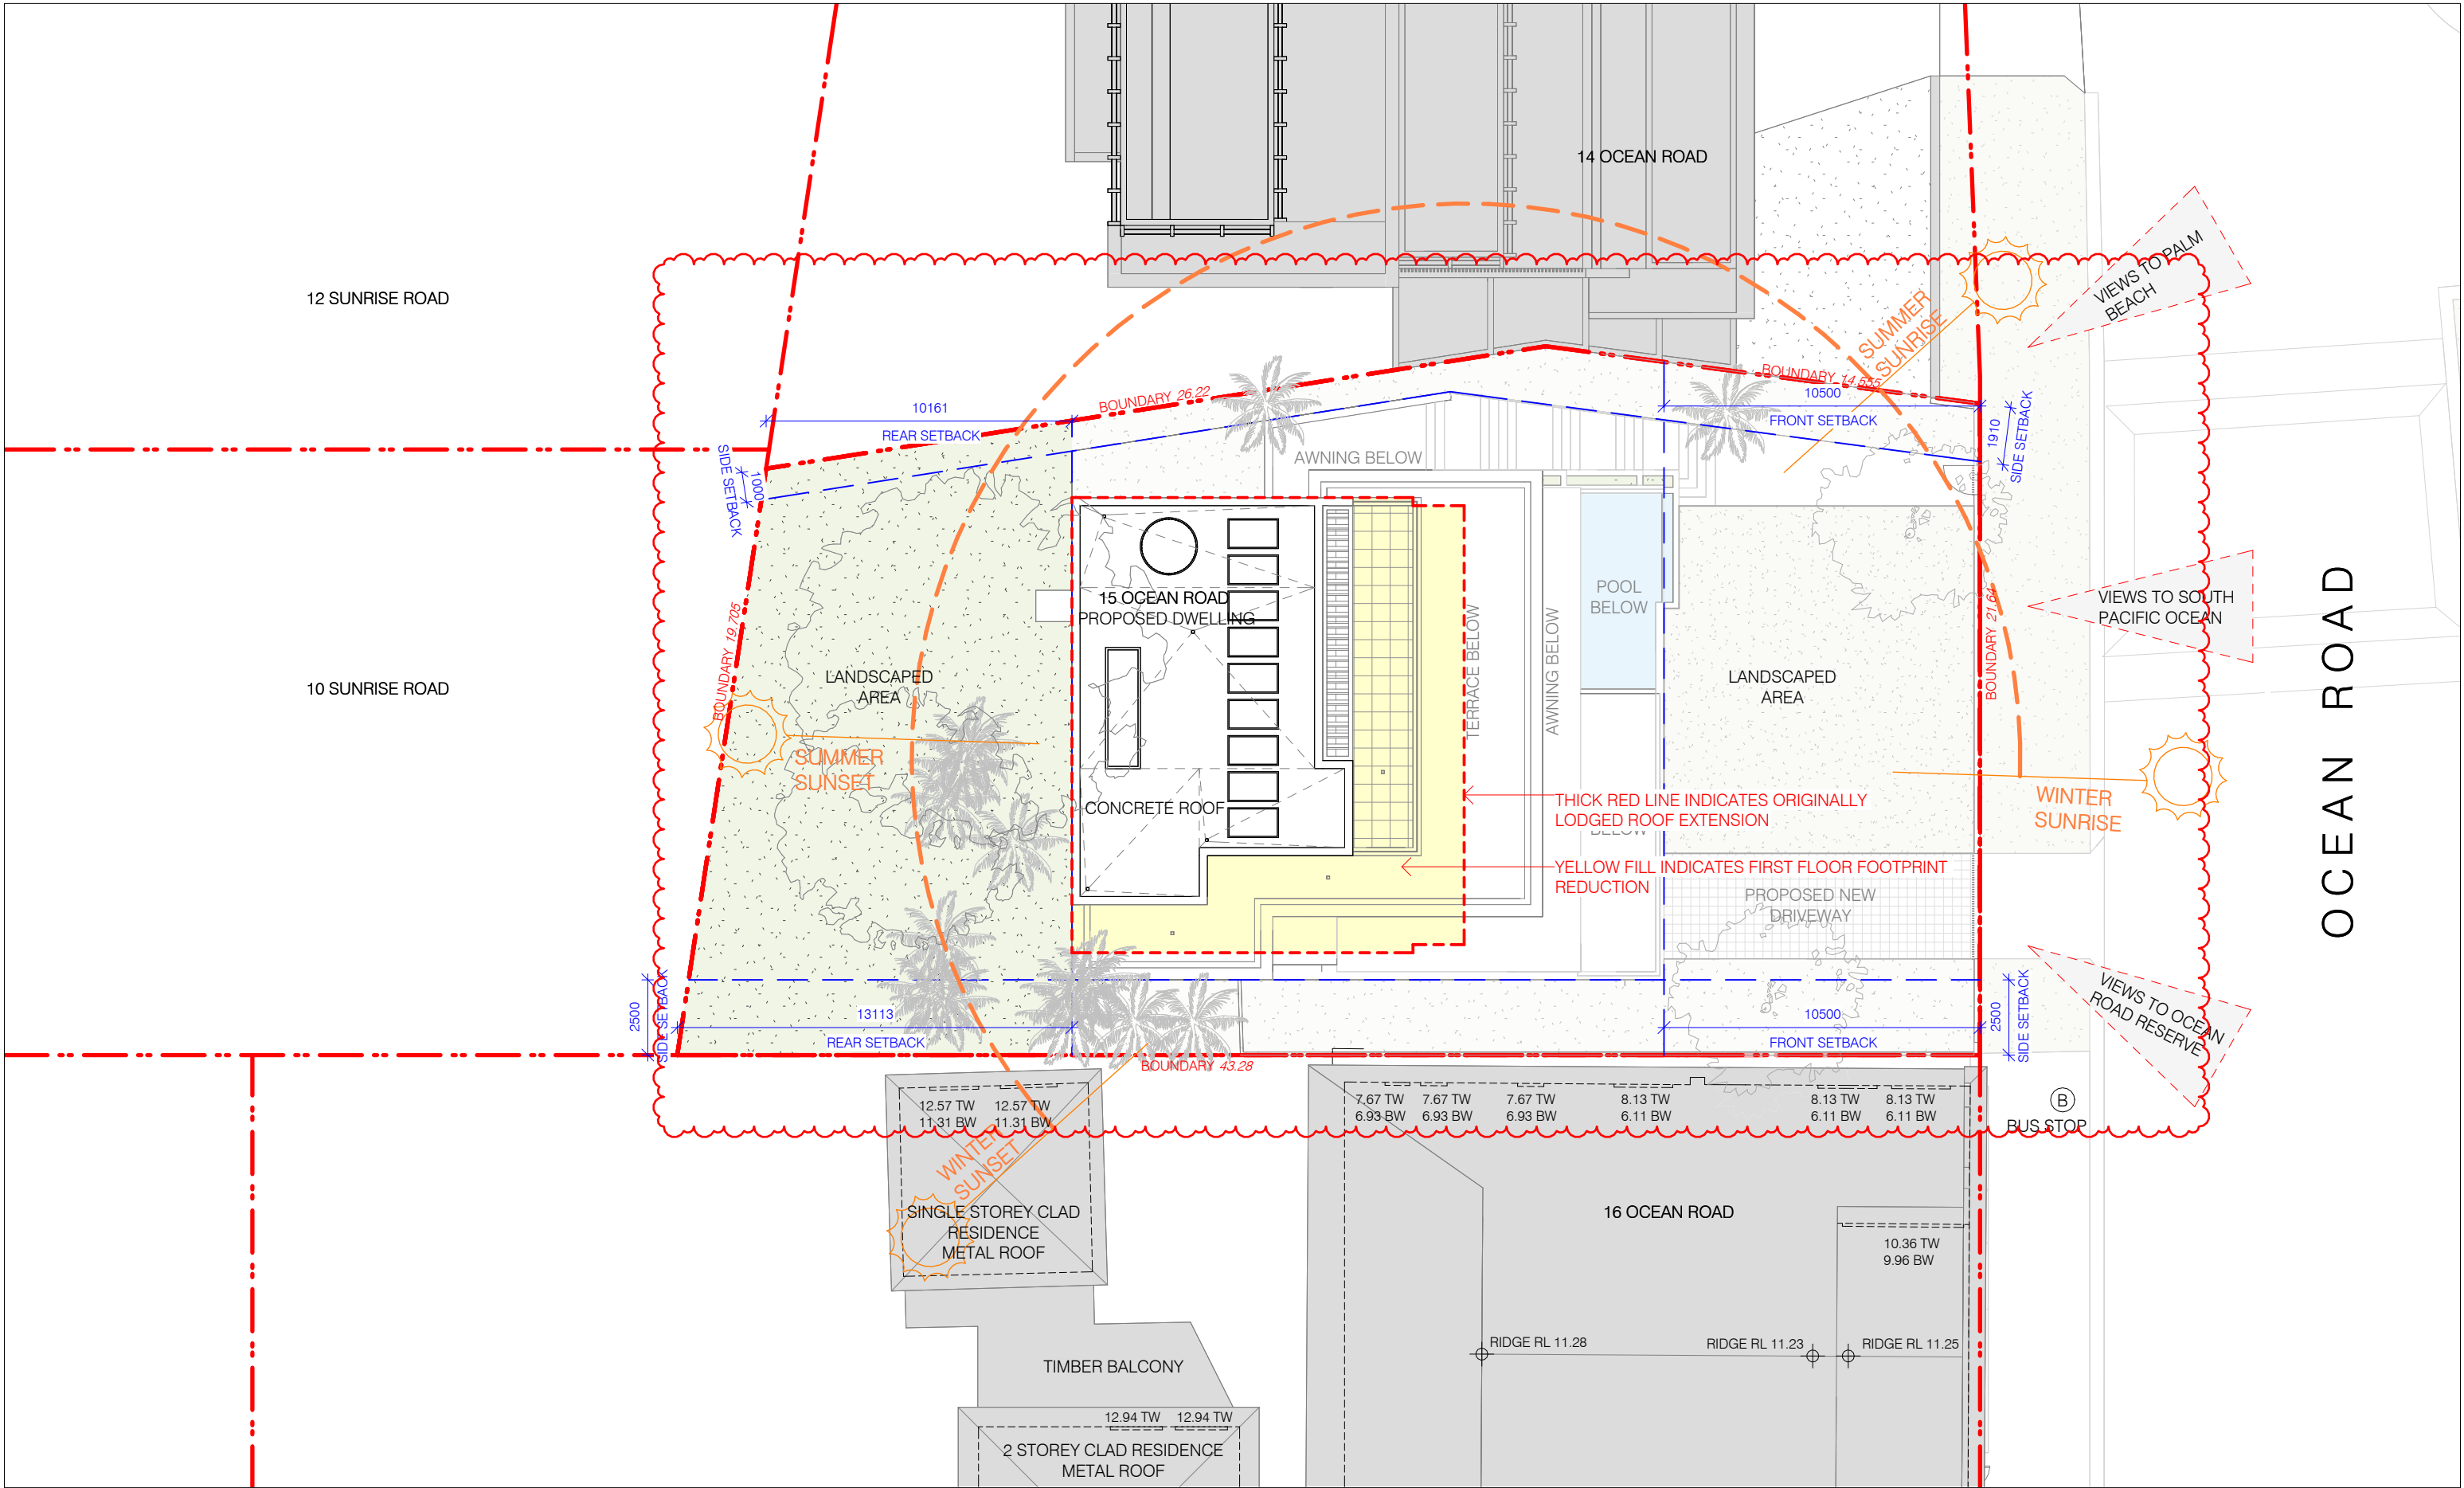 14 OCEAN ROAD
12 SUNRISE ROAD
VIEWS TO PALM
BEACH
SUMMER
SUNRISE
BOUNDARY 26.22
BOUNDARY 14.555
10161
REAR SETBACK
10500
FRONT SETBACK
1910
SIDE SETBACK
SIDE SETBACK
1000
AWNING BELOW
15 OCEAN ROAD
PROPOSED DWELLING
POOL
BELOW
VIEWS TO SOUTH
PACIFIC OCEAN
OCEAN ROAD
BOUNDARY 19.705
BOUNDARY 21.64
TERRACE BELOW
AWNING BELOW
10 SUNRISE ROAD
LANDSCAPED
AREA
LANDSCAPED
AREA
SUMMER
SUNSET
CONCRETE ROOF
THICK RED LINE INDICATES ORIGINALLY
LODGED ROOF EXTENSION
BELOW
WINTER
SUNRISE
YELLOW FILL INDICATES FIRST FLOOR FOOTPRINT
REDUCTION
PROPOSED NEW
DRIVEWAY
VIEWS TO OCEAN
ROAD RESERVE
2500
SIDE SETBACK
13113
REAR SETBACK
10500
FRONT SETBACK
2500
SIDE SETBACK
BOUNDARY 43.28
12.57 TW
11.31 BW
12.57 TW
11.31 BW
7.67 TW
6.93 BW
7.67 TW
6.93 BW
7.67 TW
6.93 BW
8.13 TW
6.11 BW
8.13 TW
6.11 BW
8.13 TW
6.11 BW
B
BUS STOP
WINTER
SUNSET
SINGLE STOREY CLAD
RESIDENCE
METAL ROOF
16 OCEAN ROAD
10.36 TW
9.96 BW
RIDGE RL 11.28
RIDGE RL 11.23
RIDGE RL 11.25
TIMBER BALCONY
12.94 TW
12.94 TW
2 STOREY CLAD RESIDENCE
METAL ROOF